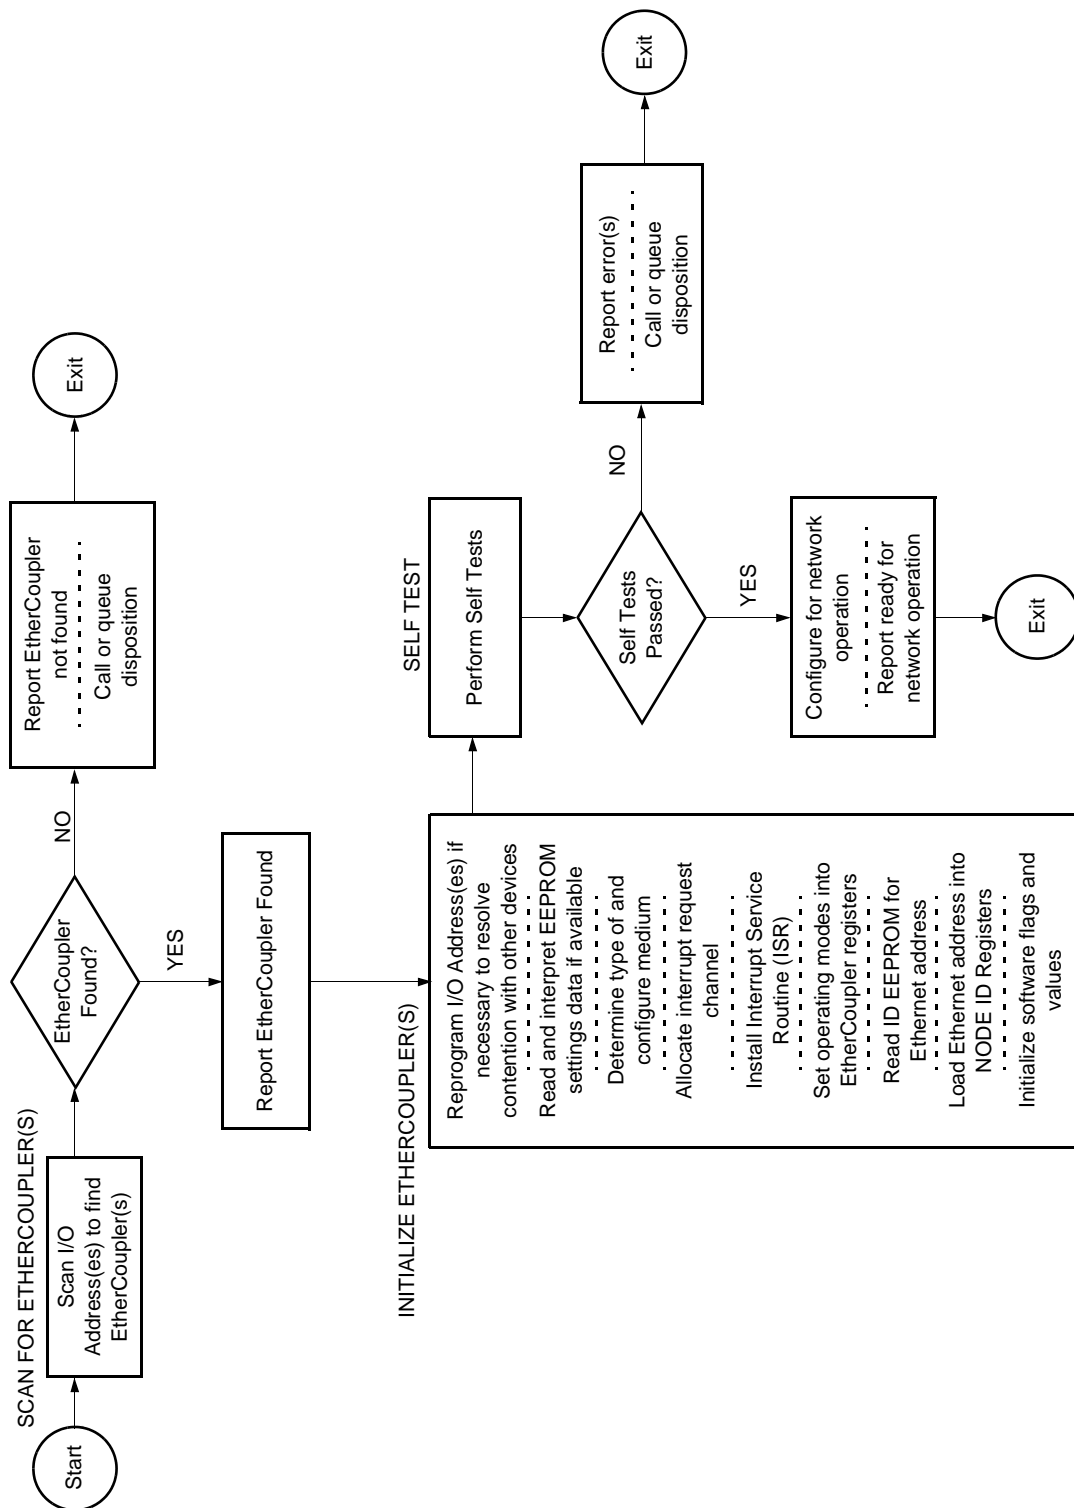 SCAN FOR ETHERCOUPLER(S)
Start
Scan I/O
Address(es) to find
EtherCoupler(s)
EtherCoupler
Found?
NO
Report EtherCoupler
not found
Call or queue
disposition
Exit
YES
Report EtherCoupler Found
INITIALIZE ETHERCOUPLER(S)
Reprogram I/O Address(es) if
necessary to resolve
contention with other devices
Read and interpret EEPROM
settings data if available
Determine type of and
configure medium
Allocate interrupt request
channel
Install Interrupt Service
Routine (ISR)
Set operating modes into
EtherCoupler registers
Read ID EEPROM for
Ethernet address
Load Ethernet address into
NODE ID Registers
Initialize software flags and
values
SELF TEST
Perform Self Tests
Self Tests
Passed?
NO
Report error(s)
Call or queue
disposition
Exit
YES
Configure for network
operation
Report ready for
network operation
Exit